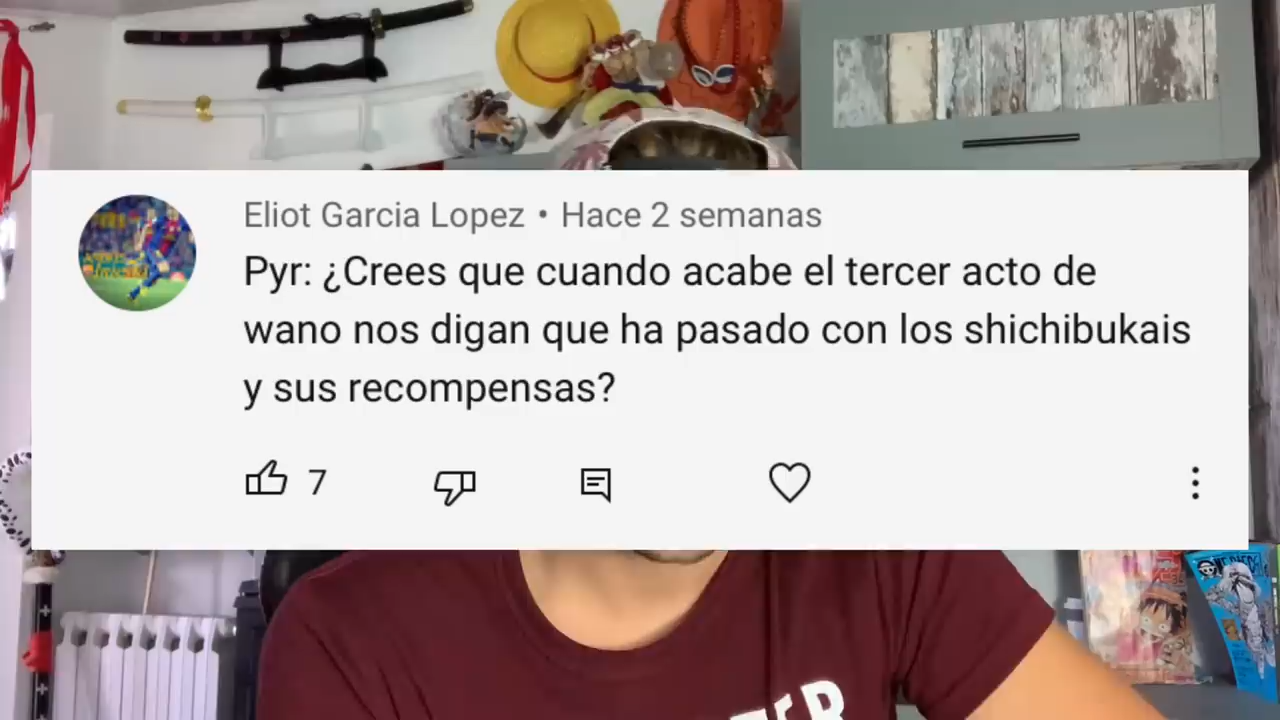 Eliot Garcia Lopez • Hace 2 semanas
Pyr: ¿Crees que cuando acabe el tercer acto de
wano nos digan que ha pasado con los shichibukais
y sus recompensas?
7